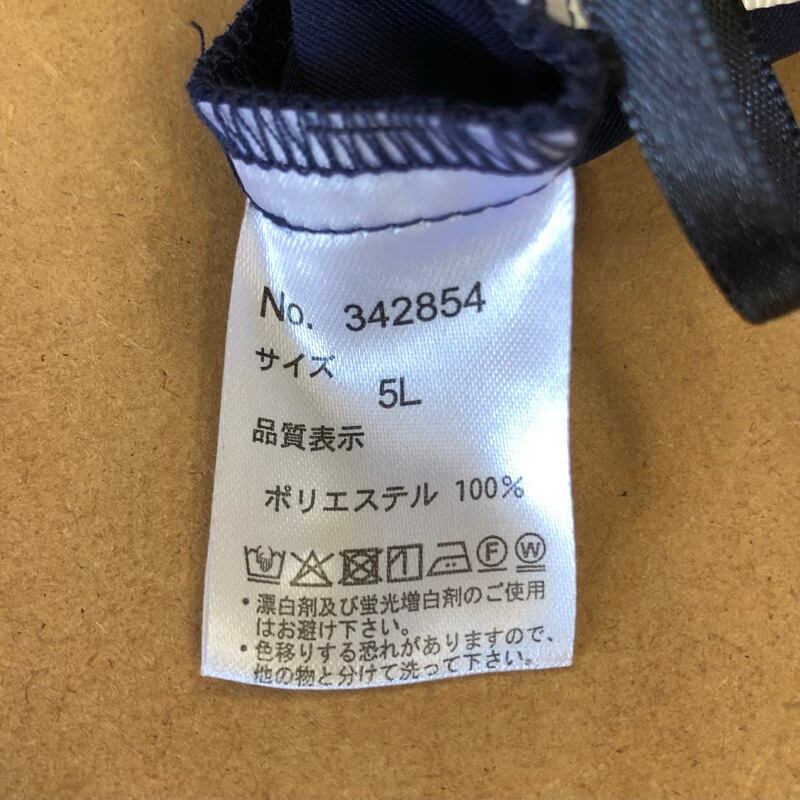 No. 342854
サイズ
5L
品質表示
ポリエステル 100%
F W
・漂白剤及び蛍光増白剤のご使用
はお避け下さい。
・色移りする恐れがありますので、
他の物と分けて洗って下さい。